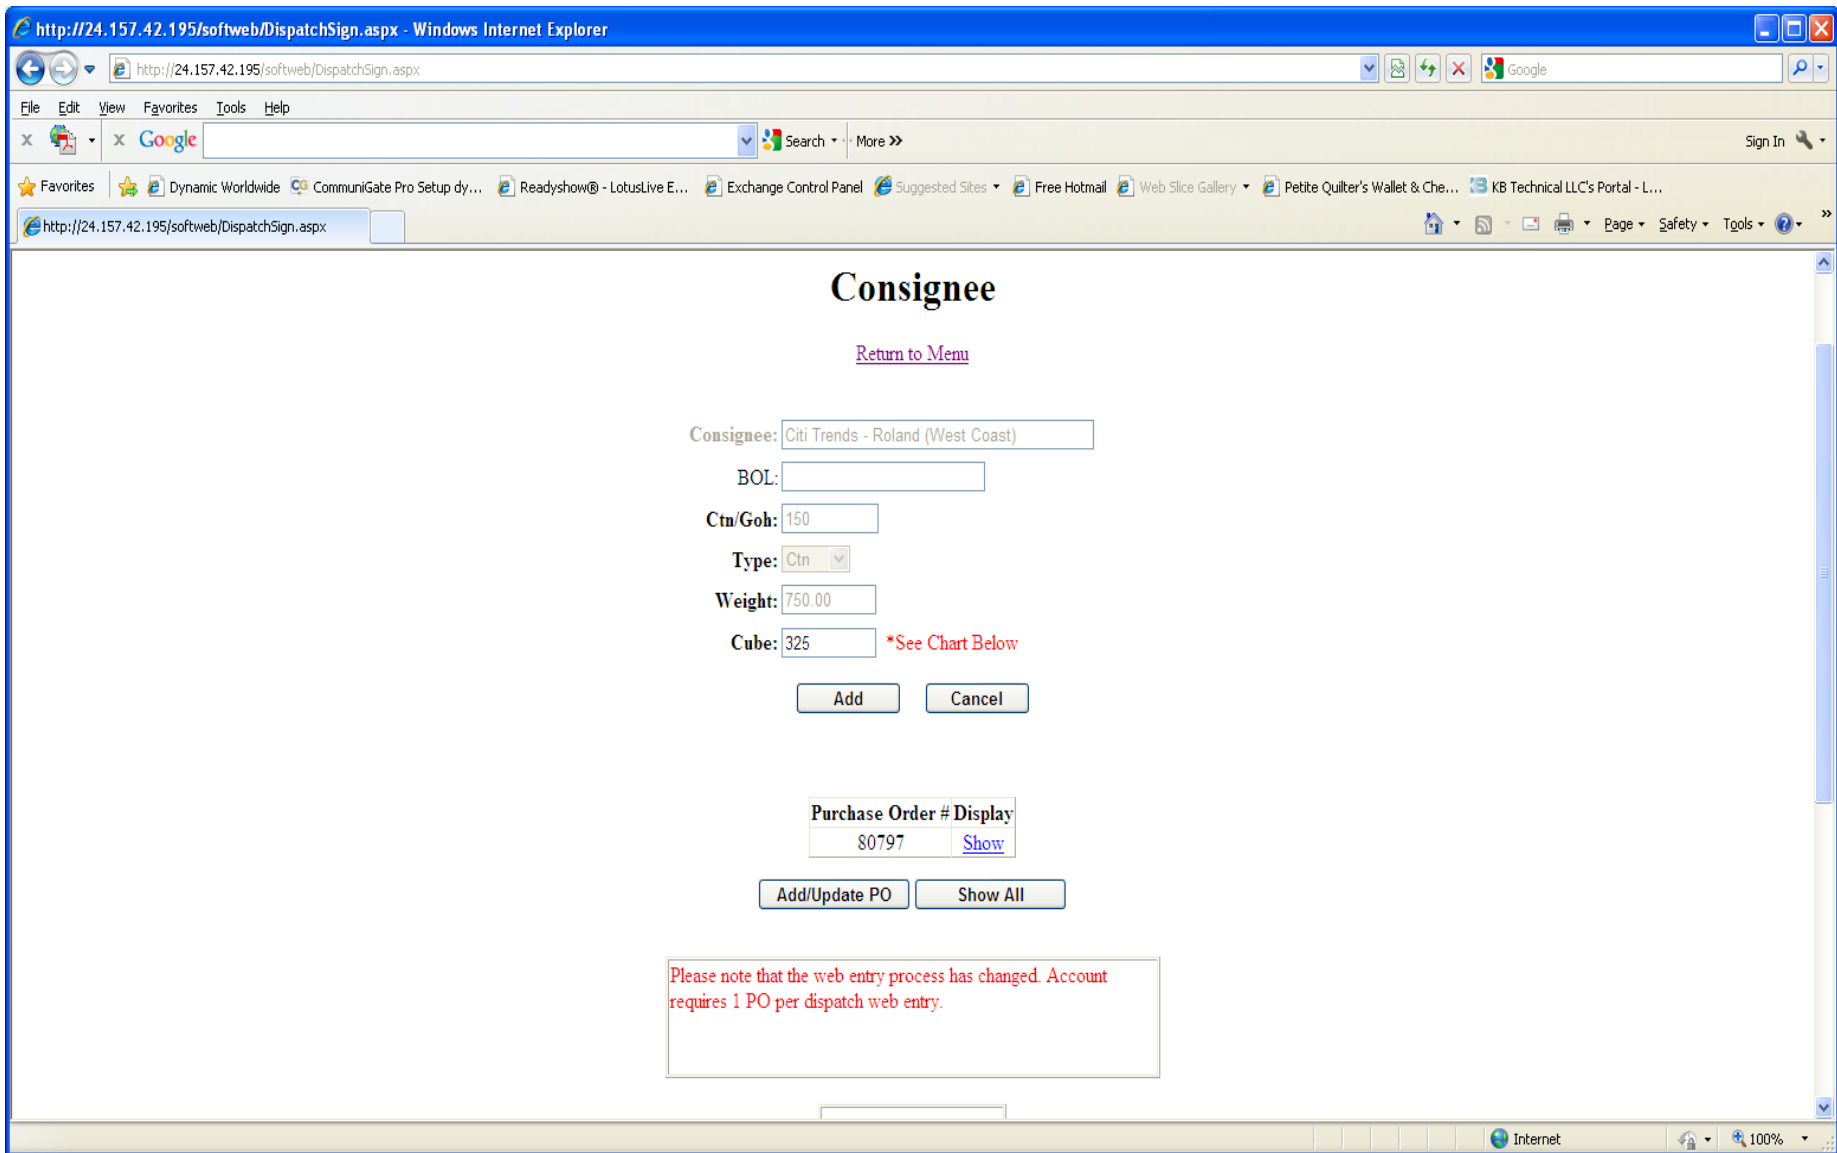 http://24.157.42.195/softweb/DispatchSign.aspx - Windows Internet Explorer
http://24.157.42.195/softweb/DispatchSign.aspx Google
File Edit View Favorites Tools Help
x x Google Search More >> Sign In
Favorites Dynamic Worldwide CG CommuniGate Pro Setup dy... Readyshow® - LotusLive E... Exchange Control Panel Suggested Sites Free Hotmail Web Slice Gallery Petite Quilter's Wallet & Che... KB Technical LLC's Portal - L...
http://24.157.42.195/softweb/DispatchSign.aspx Page Safety Tools >>
Consignee
Return to Menu
Consignee: Citi Trends - Roland (West Coast)
BOL:
Ctn/Goh: 150
Type: Ctn
Weight: 750.00
Cube: 325 *See Chart Below
Add Cancel
Purchase Order # Display
80797 Show
Add/Update PO Show All
Please note that the web entry process has changed. Account
requires 1 PO per dispatch web entry.
Internet 100%